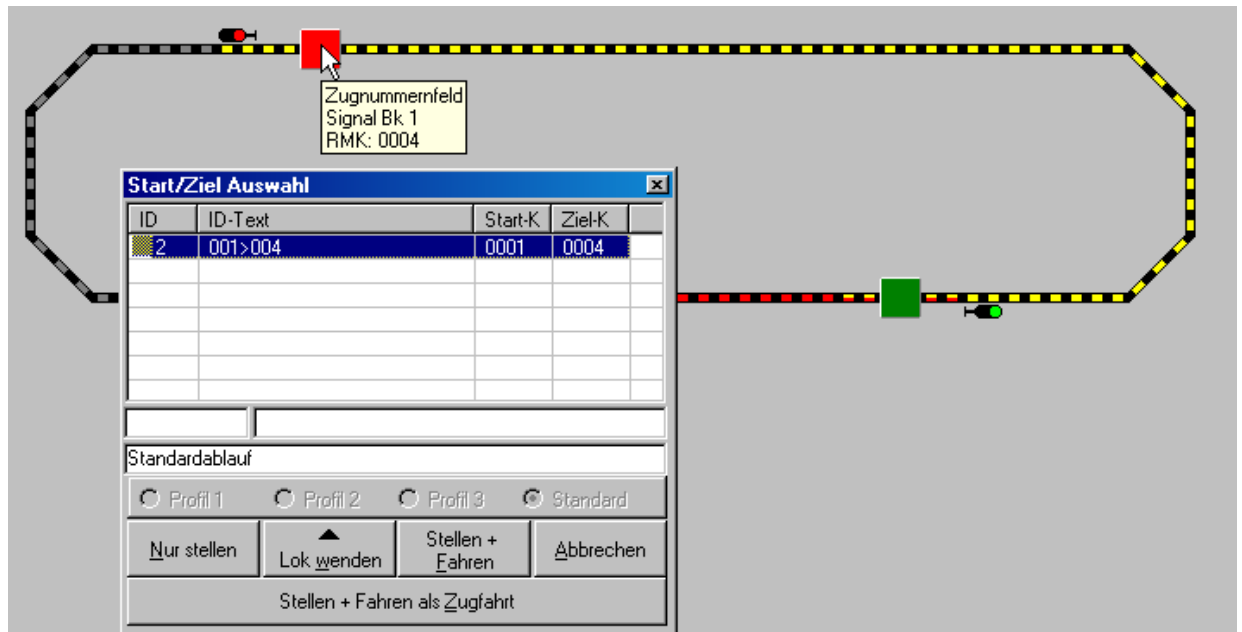 Zugnummernfeld
Signal Bk 1
RMK: 0004
Start/Ziel Auswahl
ID ID-Text Start-K Ziel-K
2 001>004 0001 0004
Standardablauf
Profil 1 Profil 2 Profil 3 Standard
Nur stellen Lok wenden Stellen + Fahren Abbrechen
Stellen + Fahren als Zugfahrt